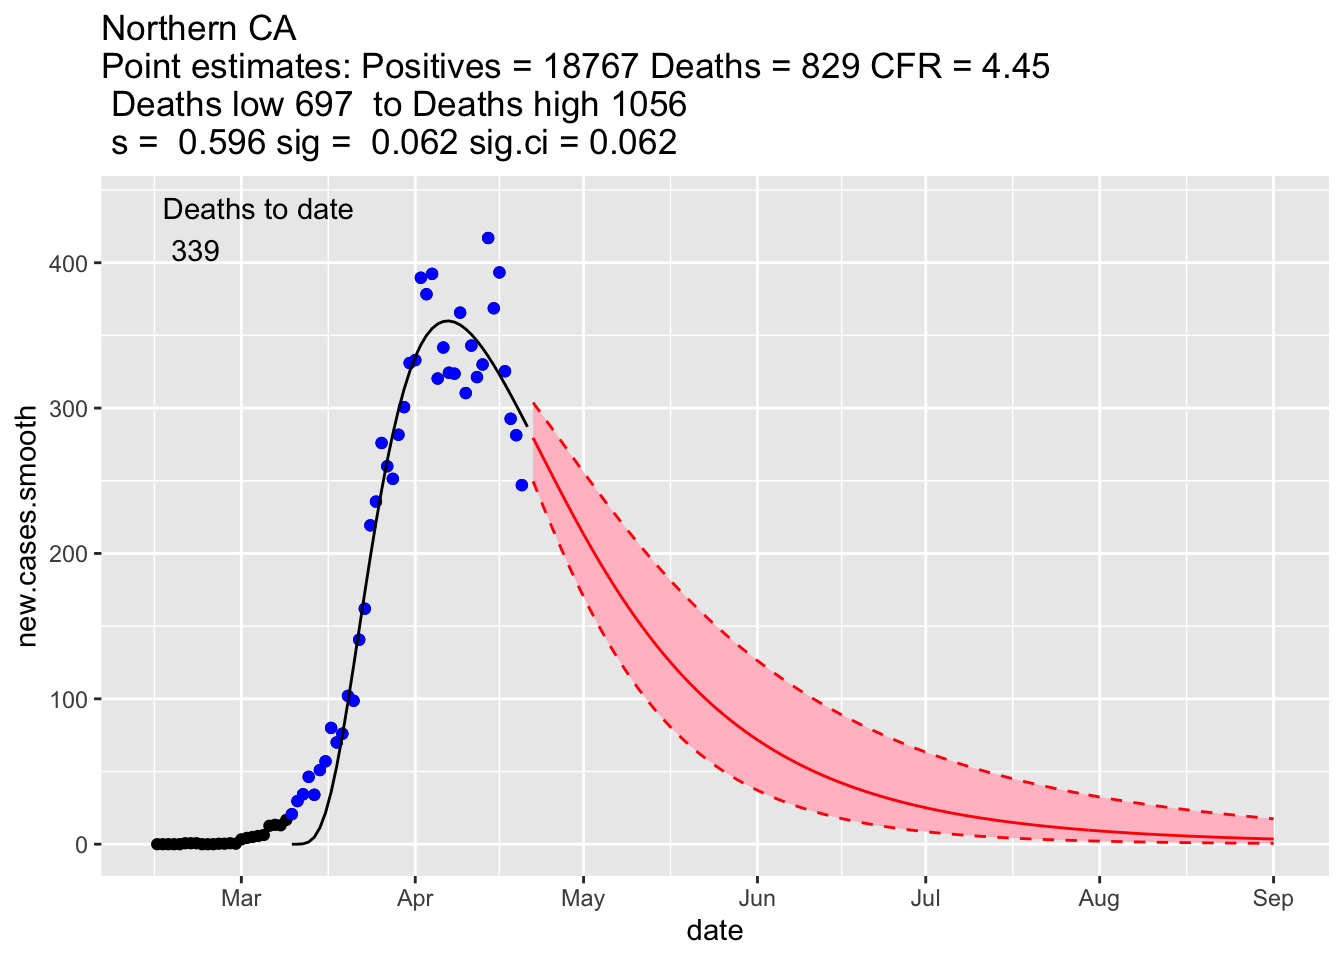 Northern CA
Point estimates: Positives = 18767 Deaths = 829 CFR = 4.45
Deaths low 697  to Deaths high 1056
s =  0.596 sig =  0.062 sig.ci = 0.062
Deaths to date
339
400
300
200
100
0
new.cases.smooth
Mar Apr May Jun Jul Aug Sep
date